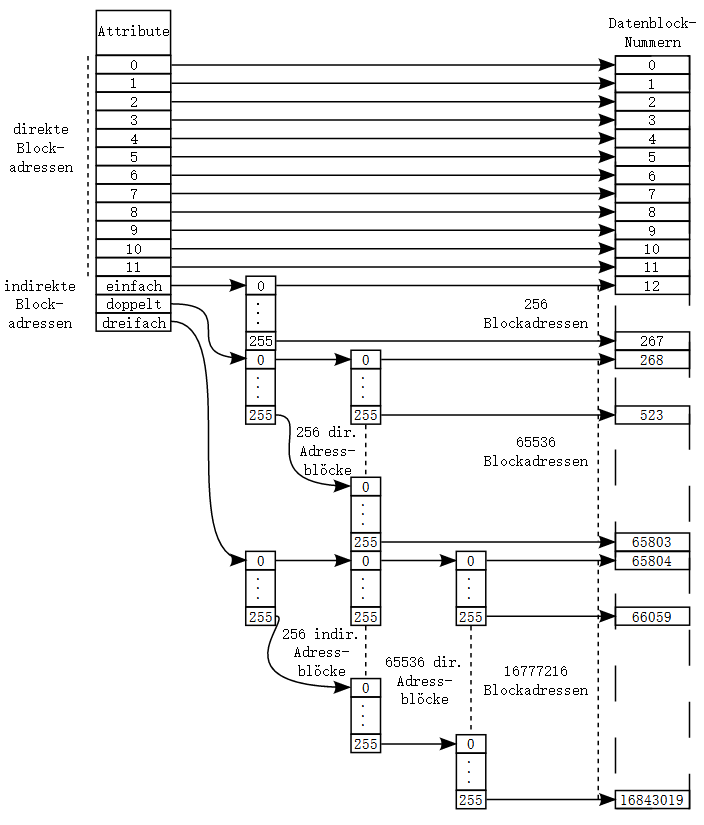 Attribute
Datenblock-
Nummern
0
0
1
1
2
2
3
3
direkte
Block-
adressen
4
4
5
5
6
6
7
7
8
8
9
9
10
10
11
11
indirekte
Block-
adressen
einfach
0
12
doppelt
256
Blockadressen
dreifach
255
267
0
0
268
255
255
523
256 dir.
Adress-
blöcke
65536
Blockadressen
0
255
65803
0
0
0
65804
255
255
255
66059
256 indir.
Adress-
blöcke
65536 dir.
Adress-
blöcke
16777216
Blockadressen
0
255
0
255
16843019